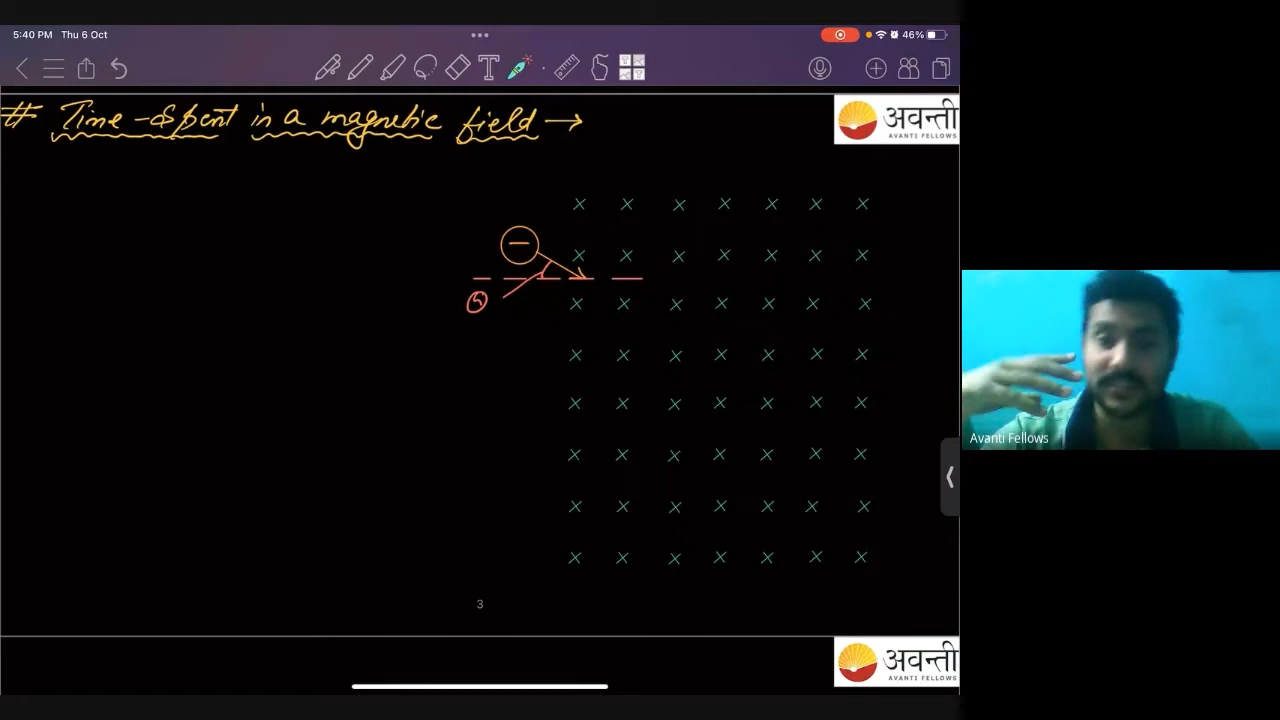 5:40 PM Thu 6 Oct
46%
# Time-Spent in a magnetic field →
अवन्ती
AVANTI FELLOWS
× × × × × × ×
× × × × × × ×
× × × × × × ×
× × × × × × ×
× × × × × × ×
× × × × × × ×
× × × × × × ×
× × × × × × ×
Avanti Fellows
3
अवन्ती
AVANTI FELLOWS